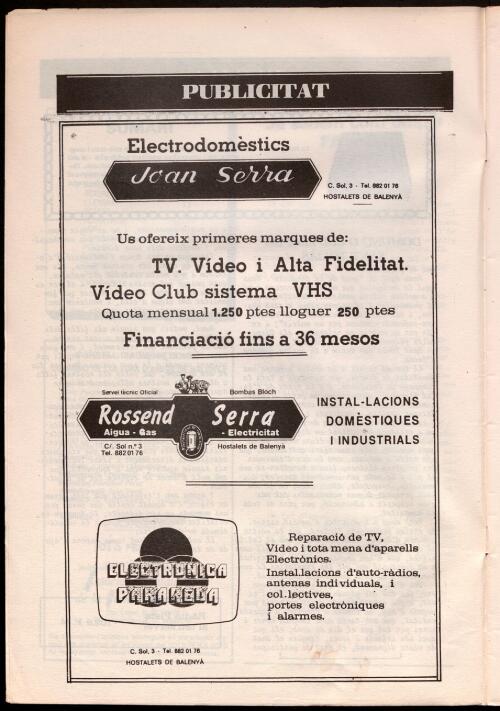 PUBLICITAT
Electrodomèstics
Joan Serra
C. Sol, 3 - Tel. 882 01 76
HOSTALETS DE BALENYÀ
Us ofereix primeres marques de:
TV. Vídeo i Alta Fidelitat.
Vídeo Club sistema VHS
Quota mensual 1.250 ptes lloguer 250 ptes
Financiació fins a 36 mesos
Servei tècnic Oficial
Bombas Bloch
Rossend Serra
Aigua - Gas - Electricitat
C/. Sol n.º 3
Tel. 882 01 76
Hostalets de Balenyà
INSTAL-LACIONS
DOMÈSTIQUES
I INDUSTRIALS
ELECTRÒNICA
PARARELA
C. Sol, 3 - Tel. 882 01 76
HOSTALETS DE BALENYÀ
Reparació de TV,
Vídeo i tota mena d'aparells
Electrònics.
Instal.lacions d'auto-ràdios,
antenas individuals, i
col.lectives,
portes electròniques
i alarmes.